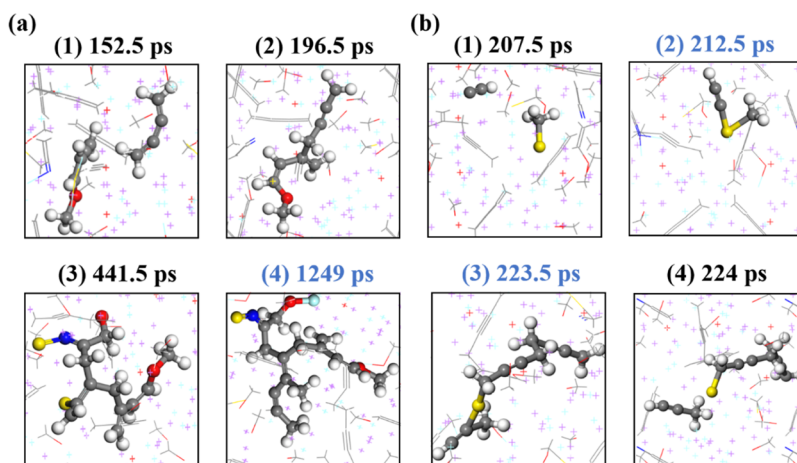 (a)
(b)
(1) 152.5 ps
(2) 196.5 ps
(1) 207.5 ps
(2) 212.5 ps
(3) 441.5 ps
(4) 1249 ps
(3) 223.5 ps
(4) 224 ps